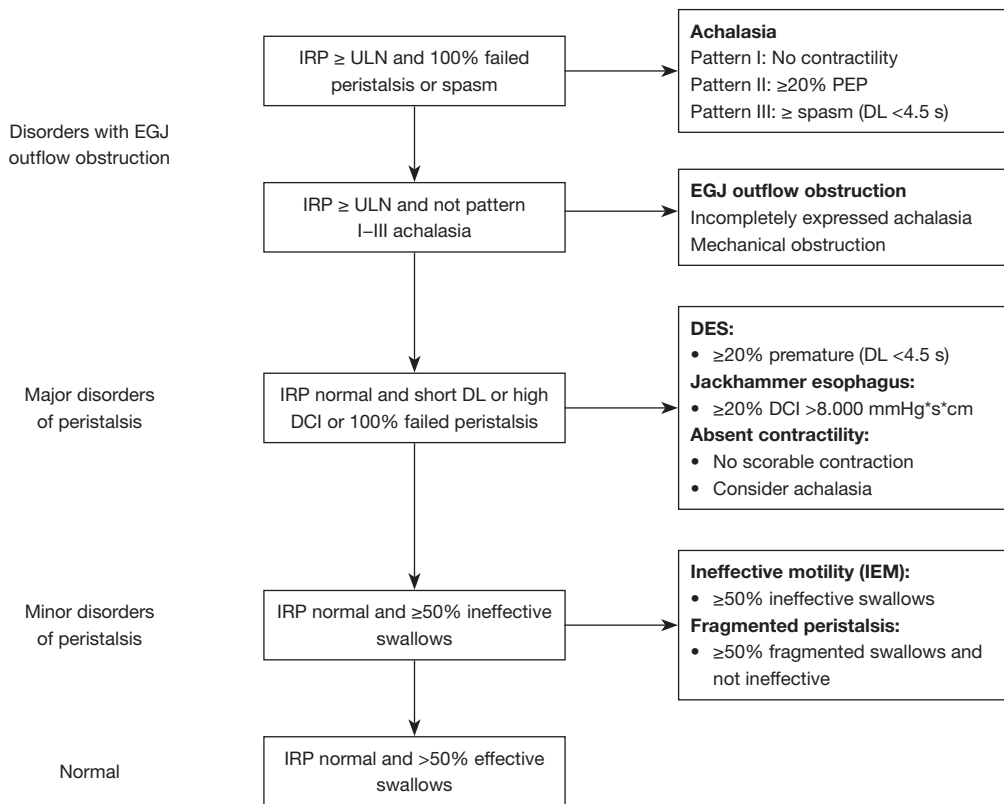 IRP ≥ ULN and 100% failed
peristalsis or spasm
Achalasia
Pattern I: No contractility
Pattern II: ≥20% PEP
Pattern III: ≥ spasm (DL <4.5 s)
Disorders with EGJ
outflow obstruction
IRP ≥ ULN and not pattern
I–III achalasia
EGJ outflow obstruction
Incompletely expressed achalasia
Mechanical obstruction
Major disorders
of peristalsis
IRP normal and short DL or high
DCI or 100% failed peristalsis
DES:
• ≥20% premature (DL <4.5 s)
Jackhammer esophagus:
• ≥20% DCI >8.000 mmHg*s*cm
Absent contractility:
• No scorable contraction
• Consider achalasia
Minor disorders
of peristalsis
IRP normal and ≥50% ineffective
swallows
Ineffective motility (IEM):
• ≥50% ineffective swallows
Fragmented peristalsis:
• ≥50% fragmented swallows and
not ineffective
Normal
IRP normal and >50% effective
swallows